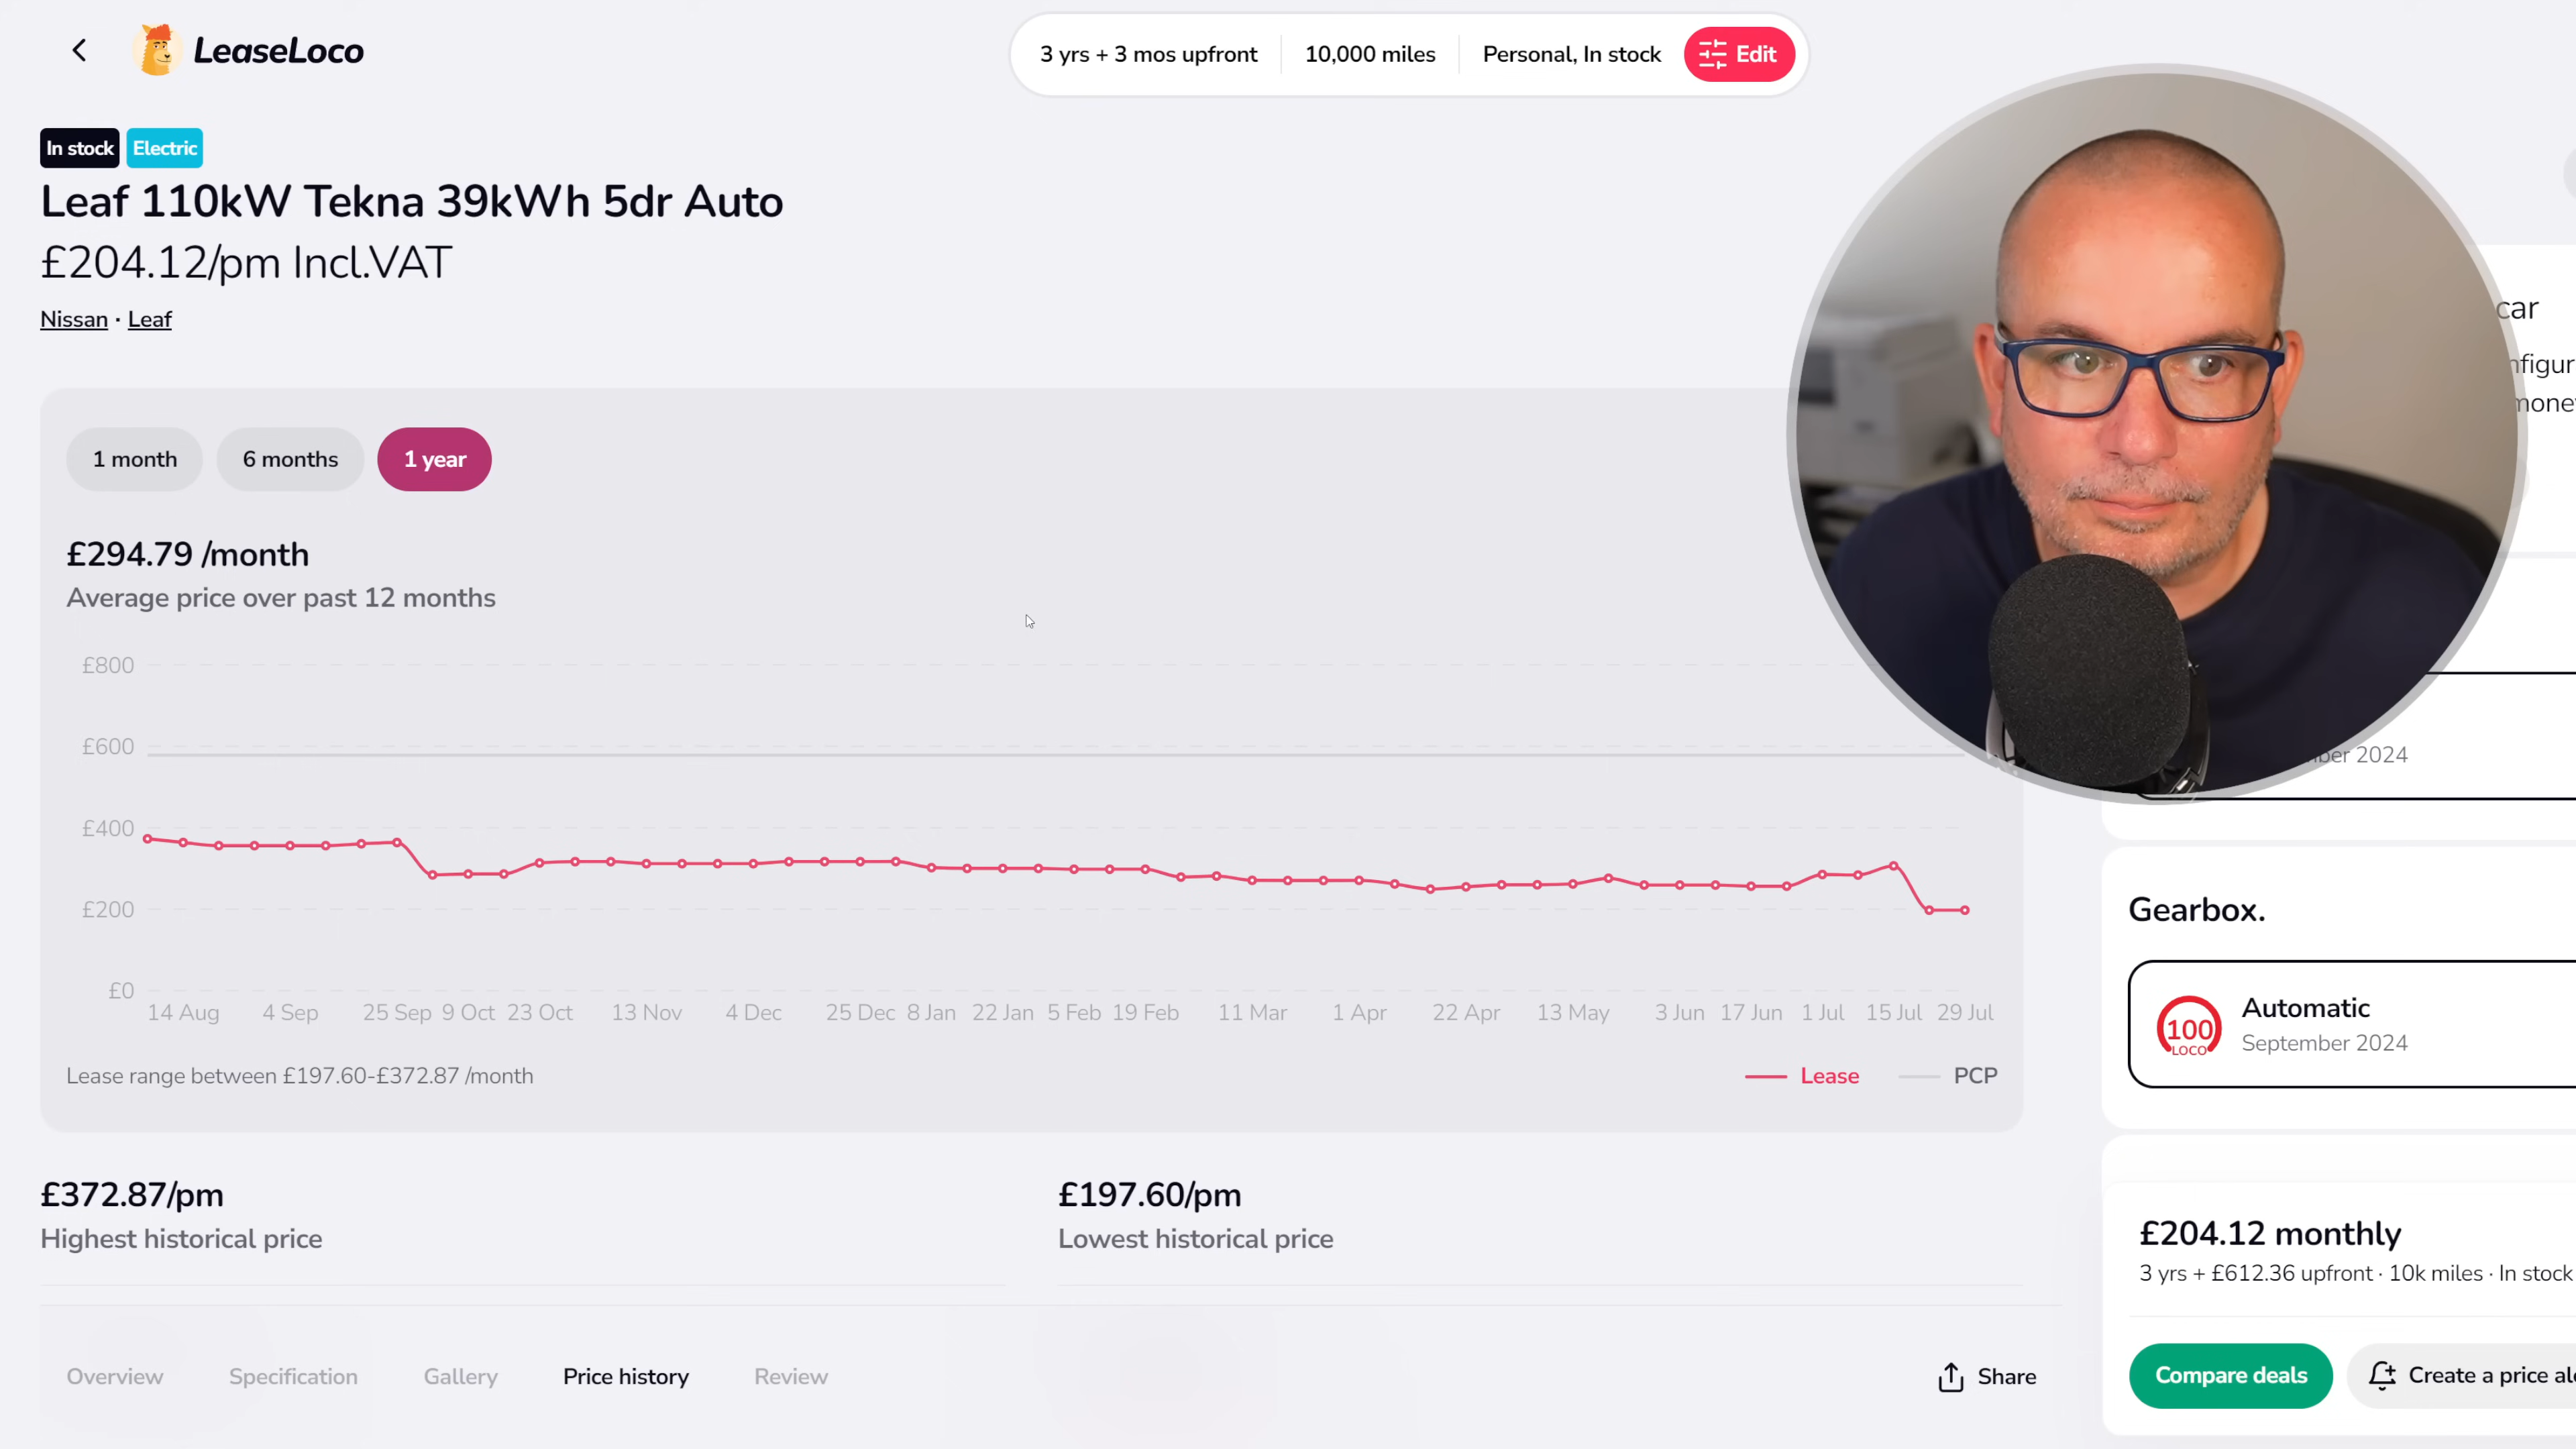 LeaseLoco
3 yrs + 3 mos upfront
10,000 miles
Personal, In stock
Edit
In stock
Electric
Leaf 110kW Tekna 39kWh 5dr Auto
£204.12/pm Incl.VAT
Nissan · Leaf
car
1 month
6 months
1 year
£294.79 /month
Average price over past 12 months
£800
£600
£400
£200
£0
14 Aug 4 Sep 25 Sep 9 Oct 23 Oct 13 Nov 4 Dec 25 Dec 8 Jan 22 Jan 5 Feb 19 Feb 11 Mar 1 Apr 22 Apr 13 May 3 Jun 17 Jun 1 Jul 15 Jul 29 Jul
Lease range between £197.60-£372.87 /month
Lease
PCP
£372.87/pm
Highest historical price
£197.60/pm
Lowest historical price
Overview
Specification
Gallery
Price history
Review
Share
2024
Gearbox.
100
LOCO
Automatic
September 2024
£204.12 monthly
3 yrs + £612.36 upfront · 10k miles · In stock
Compare deals
Create a price